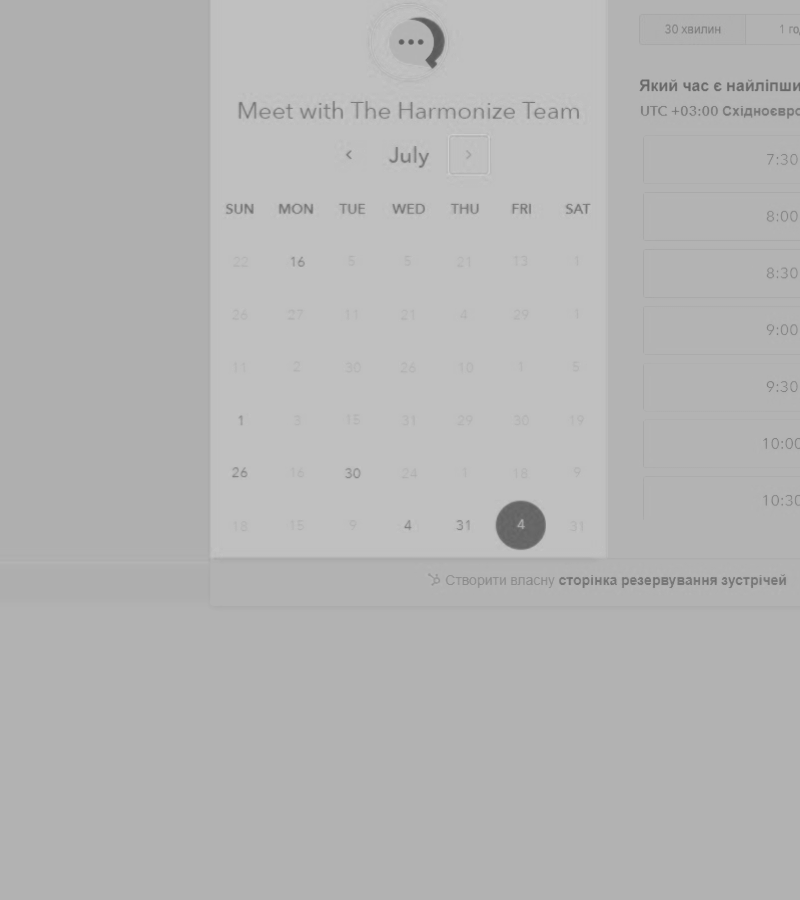 Meet with The Harmonize Team
July
SUN MON TUE WED THU FRI SAT
22 16 5 5 21 13 1
26 27 11 21 4 29 1
11 2 30 26 10 1 5
1 3 15 31 29 30 19
26 16 30 24 1 18 9
18 15 9 4 31 4 31
30 хвилин
Який час є
UTC +03:00
7:30
8:00
8:30
9:00
9:30
10:00
10:30
Створити власну сторінка резервування зустрічей